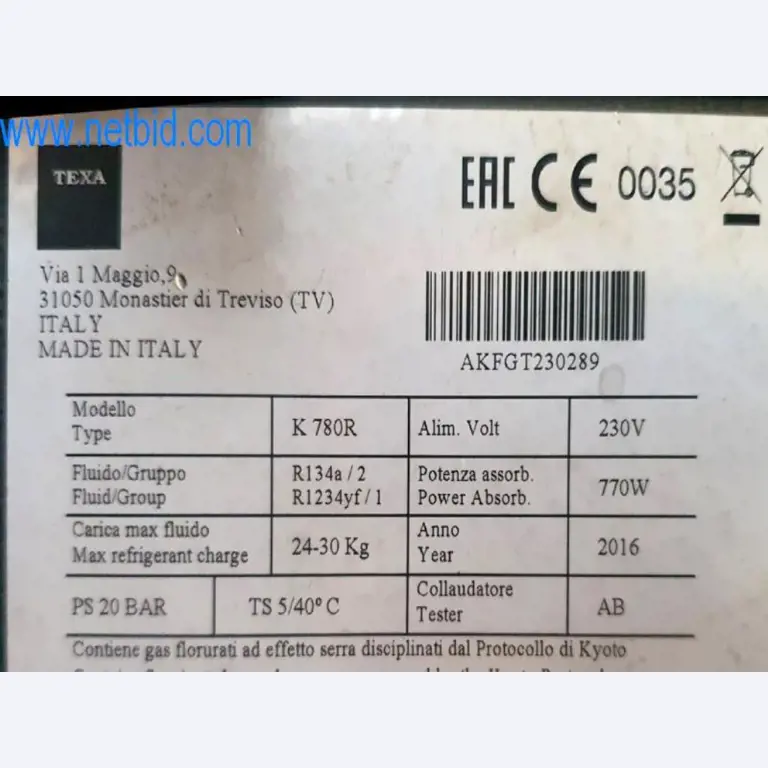 www.netbid.com
TEXA
EAC CE 0035
Via 1 Maggio,9
31050 Monastier di Treviso (TV)
ITALY
MADE IN ITALY
AKFGT230289
Modello
Type
K 780R
Alim. Volt
230V
Fluido/Gruppo
Fluid/Group
R134a / 2
R1234yf / 1
Potenza assorb.
Power Absorb.
770W
Carica max fluido
Max refrigerant charge
24-30 Kg
Anno
Year
2016
PS 20 BAR
TS 5/40° C
Collaudatore
Tester
AB
Contiene gas florurati ad effetto serra disciplinati dal Protocollo di Kyoto